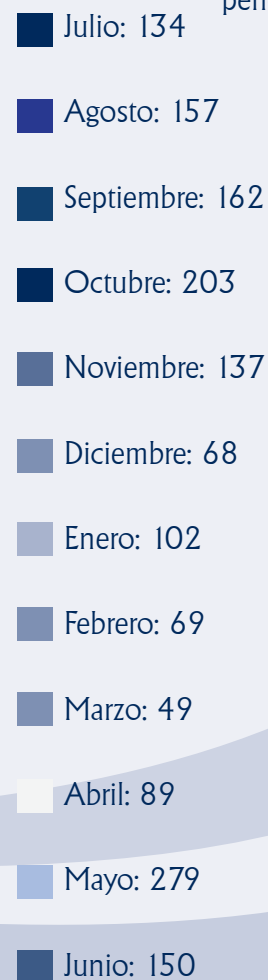 Julio: 134
Agosto: 157
Septiembre: 162
Octubre: 203
Noviembre: 137
Diciembre: 68
Enero: 102
Febrero: 69
Marzo: 49
Abril: 89
Mayo: 279
Junio: 150